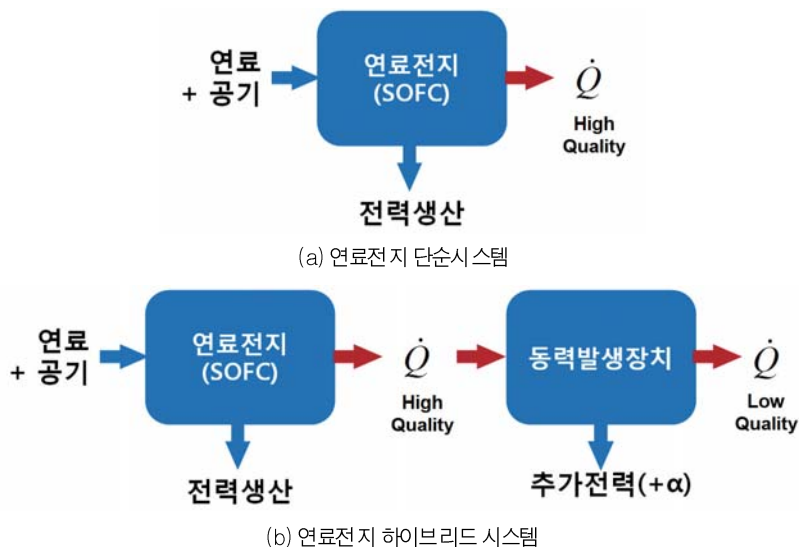 연료
+ 공기
연료전지
(SOFC)
Q̇
High
Quality
전력생산
(a) 연료전지 단순시스템
연료
+ 공기
연료전지
(SOFC)
Q̇
High
Quality
동력발생장치
Q̇
Low
Quality
전력생산
추가전력(+α)
(b) 연료전지 하이브리드 시스템